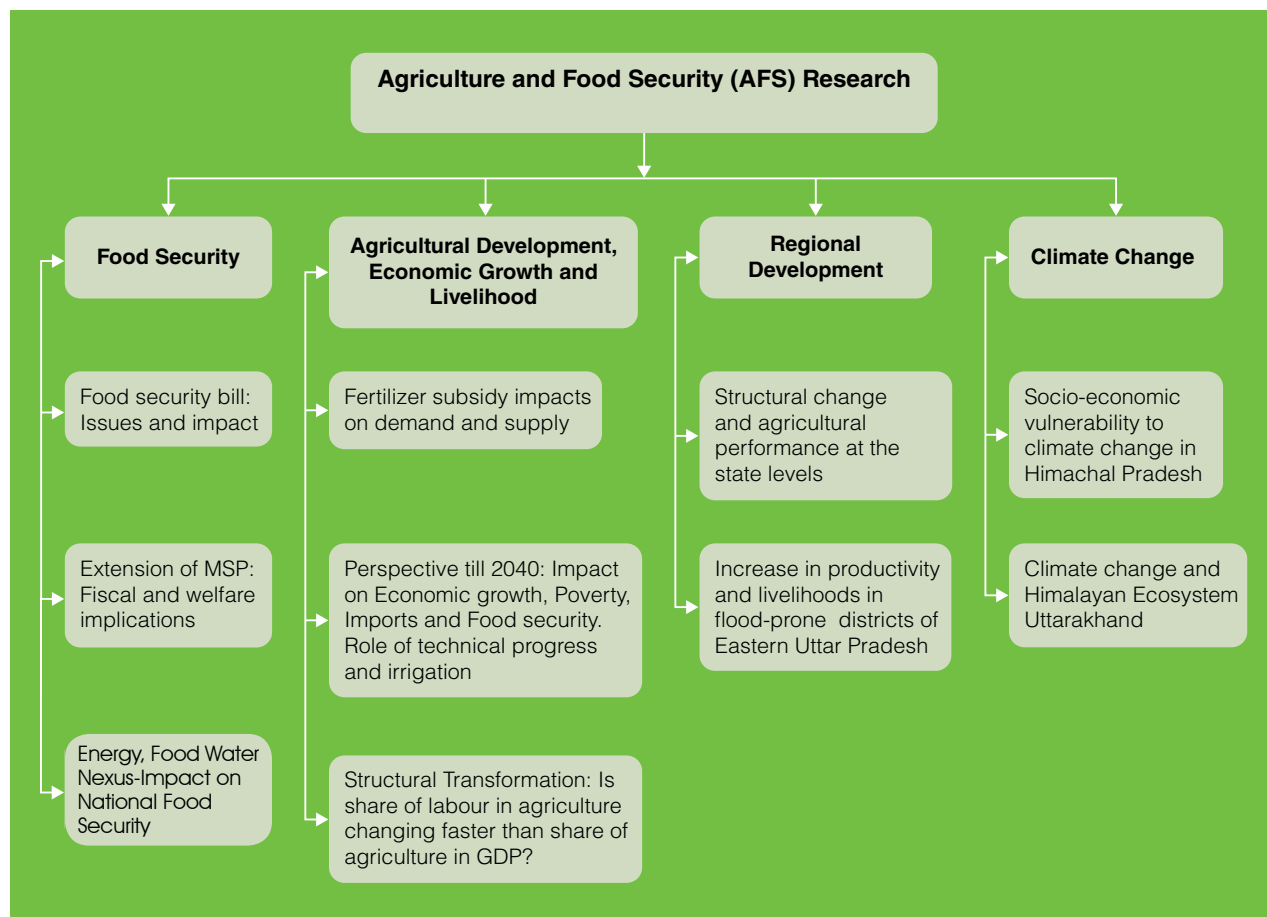 Agriculture and Food Security (AFS) Research
Food Security
Food security bill:
Issues and impact
Extension of MSP:
Fiscal and welfare
implications
Energy, Food Water
Nexus-Impact on
National Food
Security
Agricultural Development,
Economic Growth and
Livelihood
Fertilizer subsidy impacts
on demand and supply
Perspective till 2040: Impact
on Economic growth, Poverty,
Imports and Food security.
Role of technical progress
and irrigation
Structural Transformation: Is
share of labour in agriculture
changing faster than share of
agriculture in GDP?
Regional
Development
Structural change
and agricultural
performance at the
state levels
Increase in productivity
and livelihoods in
flood-prone districts of
Eastern Uttar Pradesh
Climate Change
Socio-economic
vulnerability to
climate change in
Himachal Pradesh
Climate change and
Himalayan Ecosystem
Uttarakhand